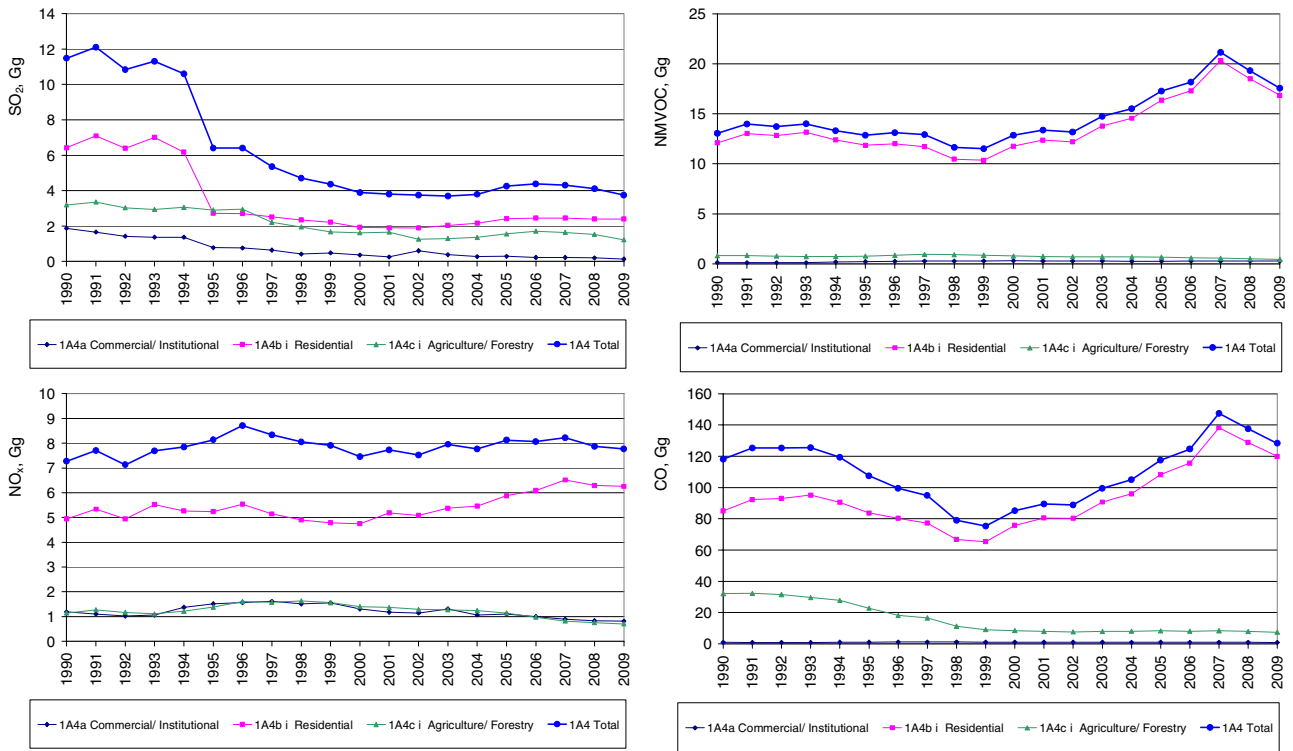 SO2, Gg
14
12
10
8
6
4
2
0
1990 1991 1992 1993 1994 1995 1996 1997 1998 1999 2000 2001 2002 2003 2004 2005 2006 2007 2008 2009
1A4a Commercial/ Institutional 1A4b i Residential 1A4c i Agriculture/ Forestry 1A4 Total
NMVOC, Gg
25
20
15
10
5
0
1990 1991 1992 1993 1994 1995 1996 1997 1998 1999 2000 2001 2002 2003 2004 2005 2006 2007 2008 2009
1A4a Commercial/ Institutional 1A4b i Residential 1A4c i Agriculture/ Forestry 1A4 Total
NOx, Gg
10
9
8
7
6
5
4
3
2
1
0
1990 1991 1992 1993 1994 1995 1996 1997 1998 1999 2000 2001 2002 2003 2004 2005 2006 2007 2008 2009
1A4a Commercial/ Institutional 1A4b i Residential 1A4c i Agriculture/ Forestry 1A4 Total
CO, Gg
160
140
120
100
80
60
40
20
0
1990 1991 1992 1993 1994 1995 1996 1997 1998 1999 2000 2001 2002 2003 2004 2005 2006 2007 2008 2009
1A4a Commercial/ Institutional 1A4b i Residential 1A4c i Agriculture/ Forestry 1A4 Total